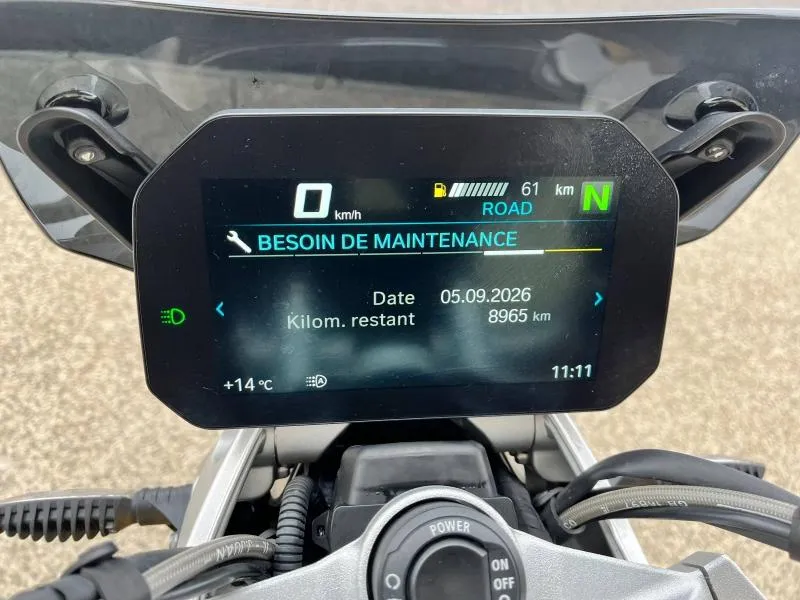 0 km/h
61 km N
ROAD
BESOIN DE MAINTENANCE
Date 05.09.2026
Kilom. restant 8965 km
+14 °C
11:11
POWER
ON
OFF